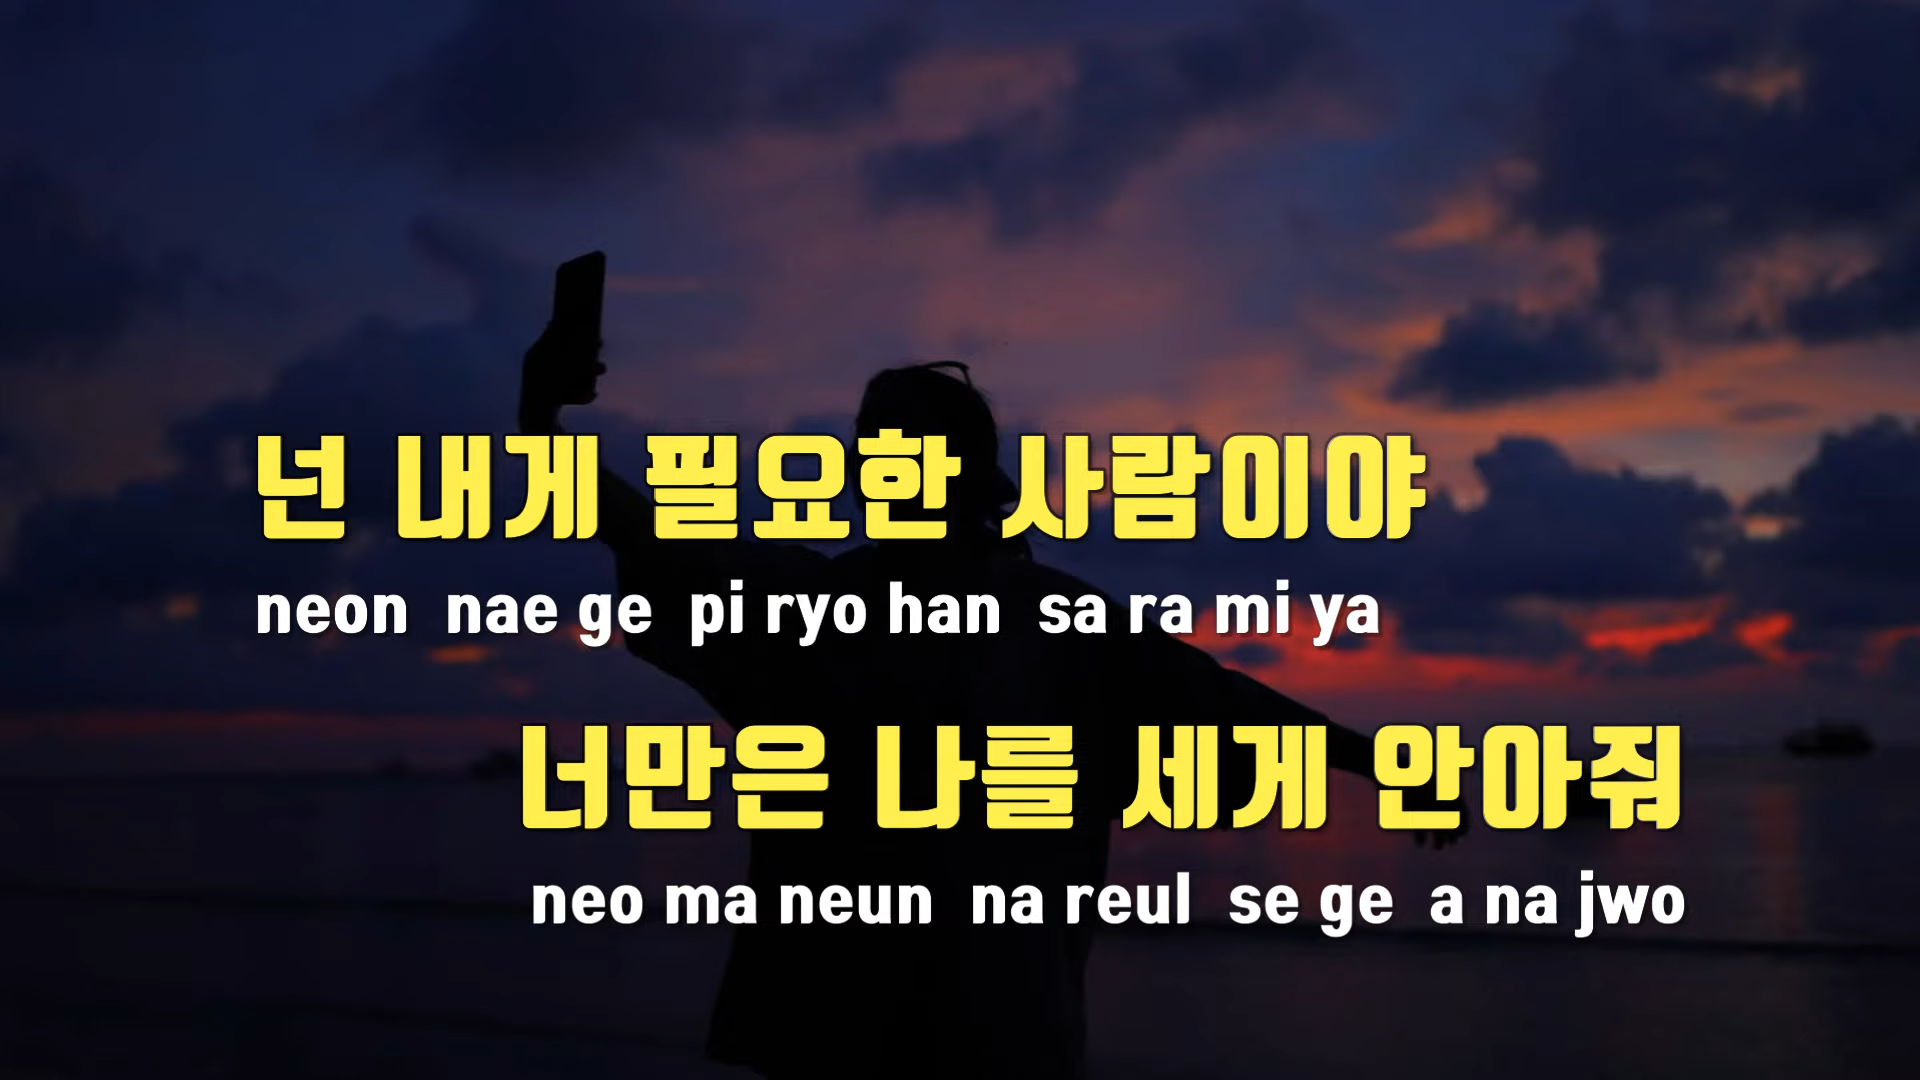 넌 내게 필요한 사람이야
neon nae ge pi ryo han sa ra mi ya
너만은 나를 세게 안아줘
neo ma neun na reul se ge a na jwo